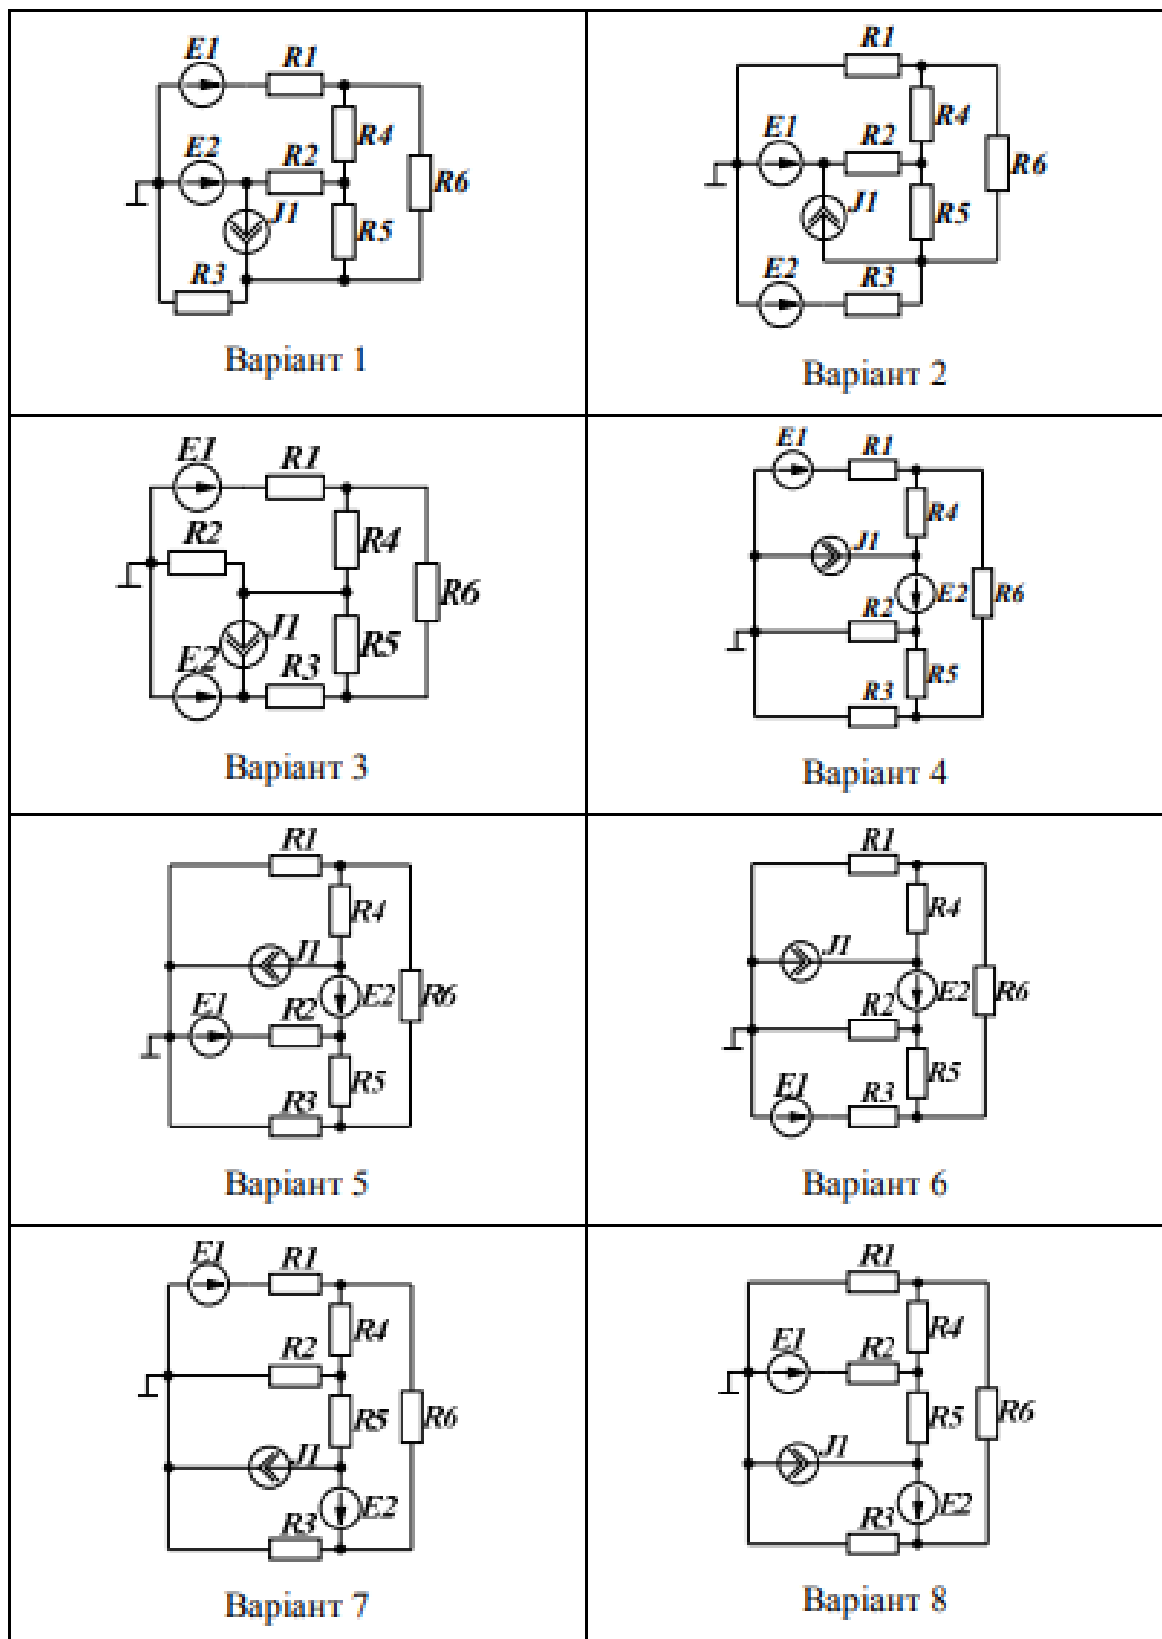 E1 R1
R4
E2 R2
R6
J1 R5
R3
Варіант 1
R1
R4
E1 R2
R6
J1 R5
E2 R3
Варіант 2
E1 R1
R2 R4
R6
J1 R5
E2 R3
Варіант 3
E1 R1
R4
J1
E2 R6
R2
R5
R3
Варіант 4
R1
R4
J1
E2 R6
E1 R2
R5
R3
Варіант 5
R1
R4
J1
E2 R6
R2
R5
E1 R3
Варіант 6
E1 R1
R4
R2
R5 R6
J1
E2
R3
Варіант 7
R1
R4
E1 R2
R5 R6
J1
E2
R3
Варіант 8